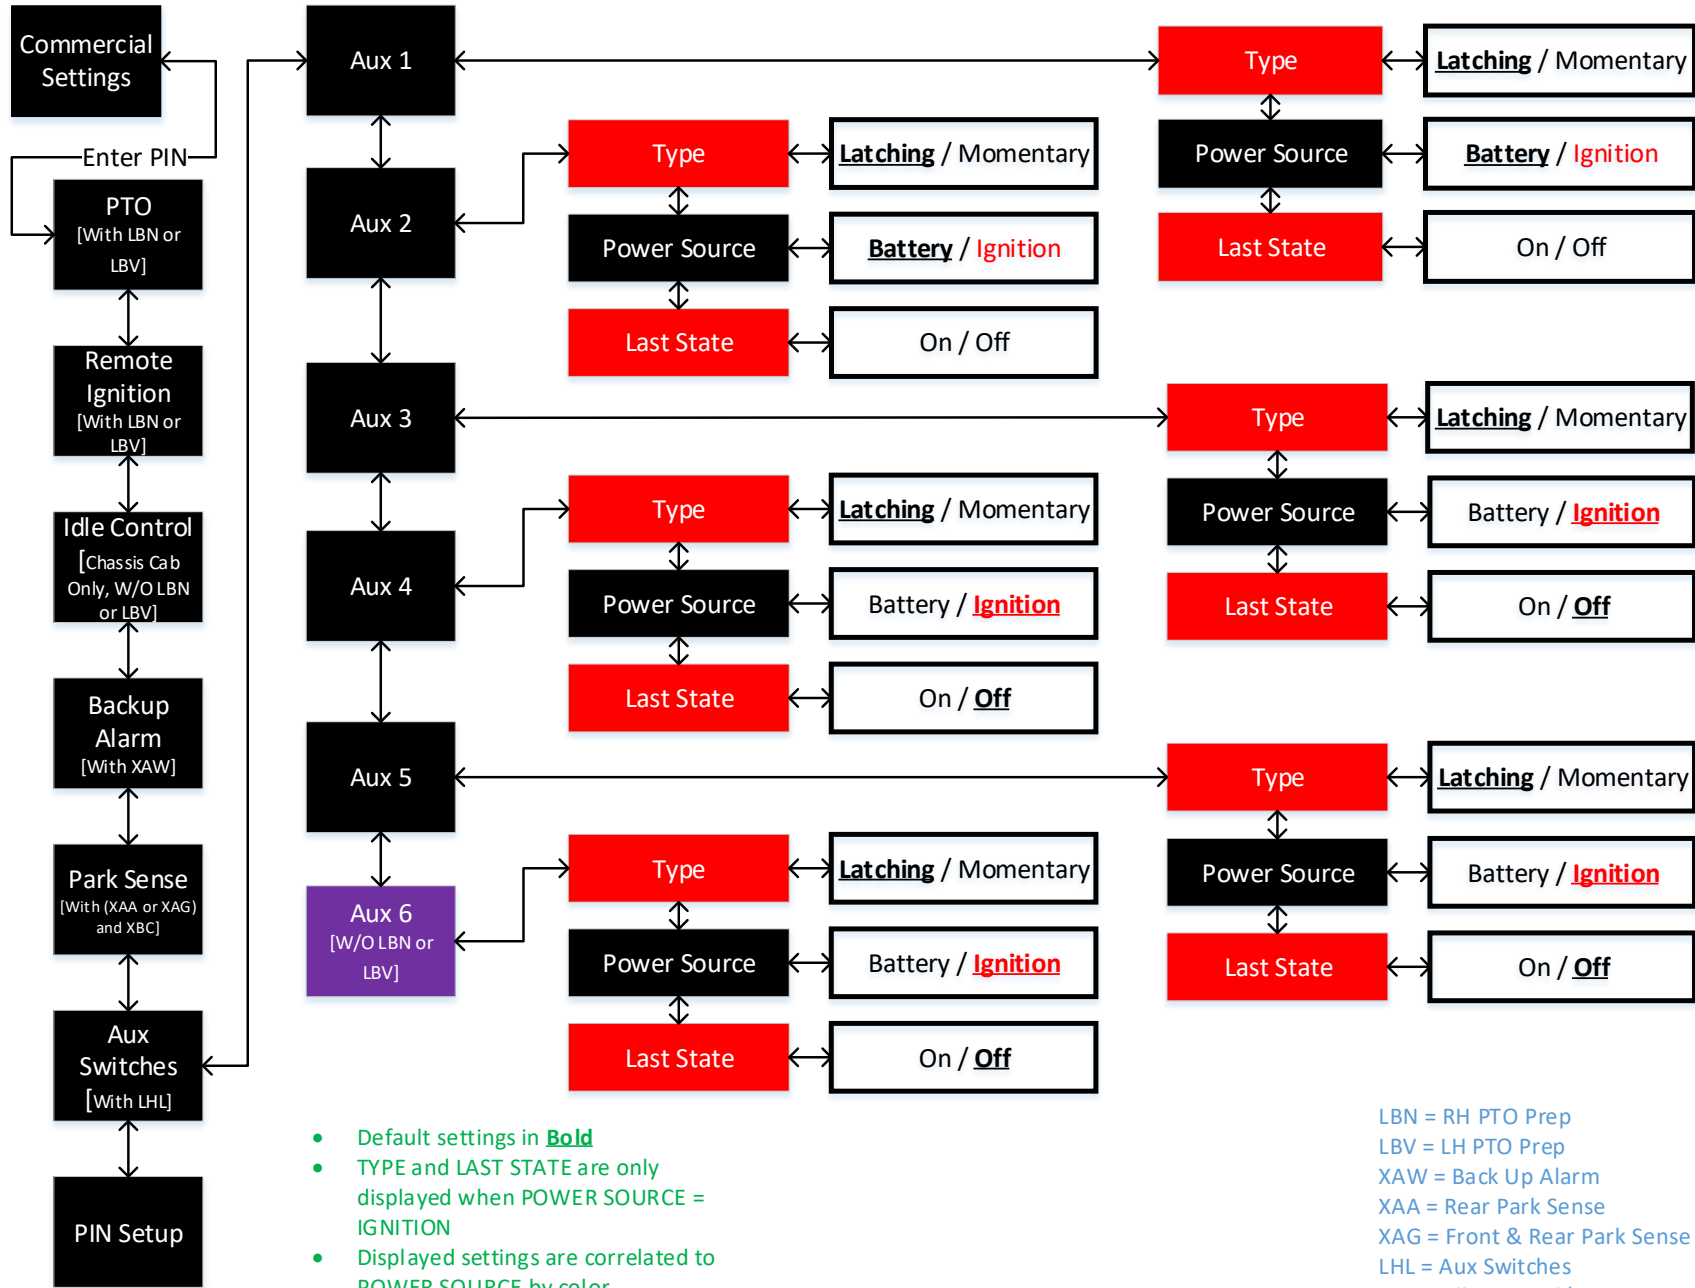 Commercial
Settings
Enter PIN
PTO
[With LBN or
LBV]
Remote
Ignition
[With LBN or
LBV]
Idle Control
[Chassis Cab
Only, W/O LBN
or LBV]
Backup
Alarm
[With XAW]
Park Sense
[With (XAA or XAG)
and XBC]
Aux
Switches
[With LHL]
PIN Setup
Aux 1
Type
Latching / Momentary
Power Source
Battery / Ignition
Last State
On / Off
Aux 2
Type
Latching / Momentary
Power Source
Battery / Ignition
Last State
On / Off
Aux 3
Type
Latching / Momentary
Power Source
Battery / Ignition
Last State
On / Off
Aux 4
Type
Latching / Momentary
Power Source
Battery / Ignition
Last State
On / Off
Aux 5
Type
Latching / Momentary
Power Source
Battery / Ignition
Last State
On / Off
Aux 6
[W/O LBN or
LBV]
Type
Latching / Momentary
Power Source
Battery / Ignition
Last State
On / Off
• Default settings in Bold
• TYPE and LAST STATE are only
displayed when POWER SOURCE =
IGNITION
• Displayed settings are correlated to
POWER SOURCE by color
LBN = RH PTO Prep
LBV = LH PTO Prep
XAW = Back Up Alarm
XAA = Rear Park Sense
XAG = Front & Rear Park Sense
LHL = Aux Switches